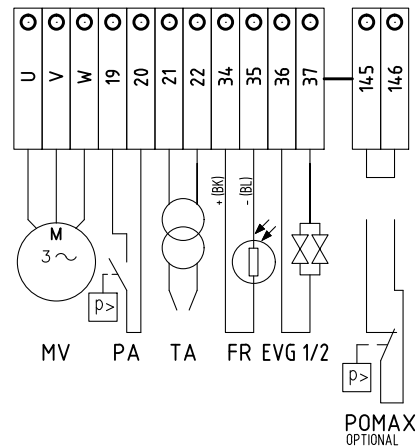 U V W 19 20 21 22 34 35 36 37 145 146
+ (BK) - (BL)
M
3~
p>
p>
MV PA TA FR EVG 1/2
POMAX
OPTIONAL